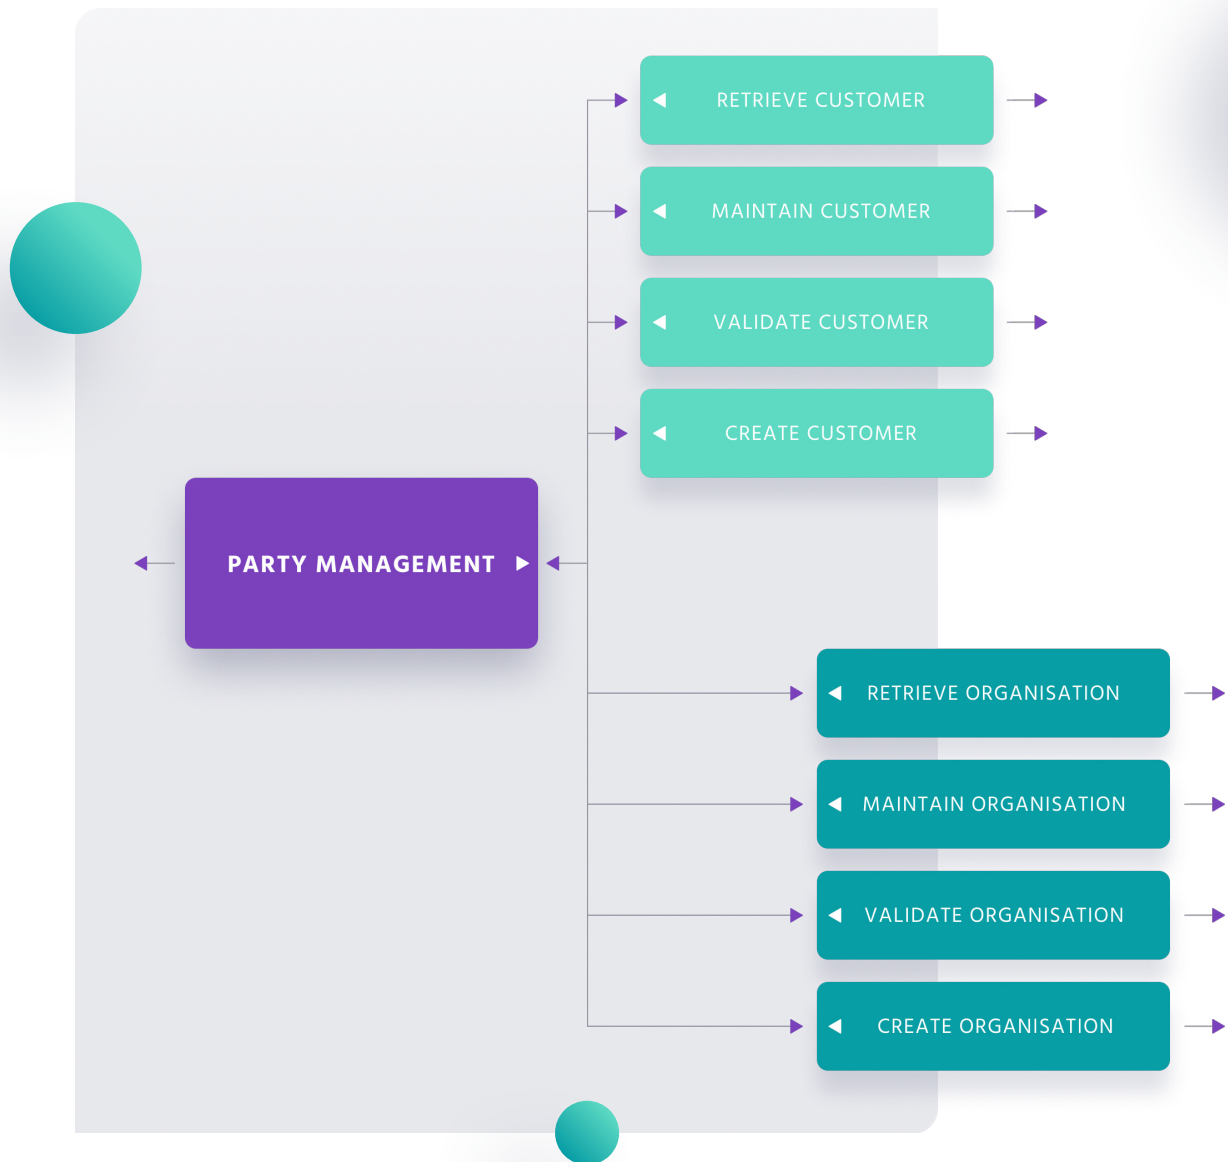 RETRIEVE CUSTOMER
MAINTAIN CUSTOMER
VALIDATE CUSTOMER
CREATE CUSTOMER
PARTY MANAGEMENT
RETRIEVE ORGANISATION
MAINTAIN ORGANISATION
VALIDATE ORGANISATION
CREATE ORGANISATION